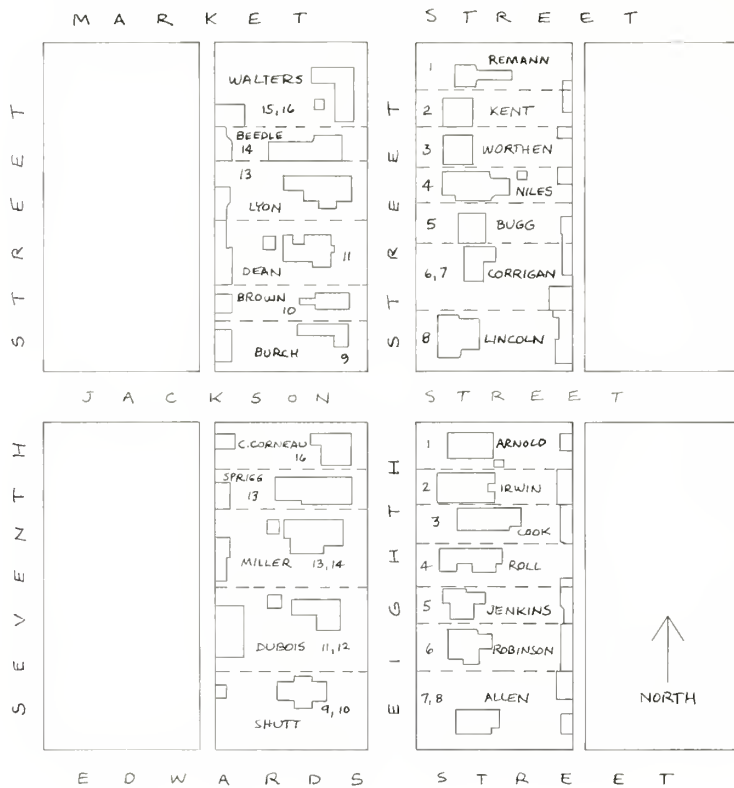 MARKET STREET
WALTERS
15,16
BEEDLE
14
13
LYON
DEAN
11
BROWN
10
BURCH
9
1
REMANN
2 KENT
3 WORTHEN
4 NILES
5 BUGG
6,7 CORRIGAN
8 LINCOLN
JACKSON STREET
C.CORNEAU
16
SPRIGG
13
MILLER 13,14
DUBOIS 11,12
9,10
SHUTT
1 ARNOLD
2 IRWIN
3
COOK
4 ROLL
5 JENKINS
6 ROBINSON
7,8 ALLEN
NORTH
SEVENTH STREET
EIGHTH STREET
EDWARDS STREET